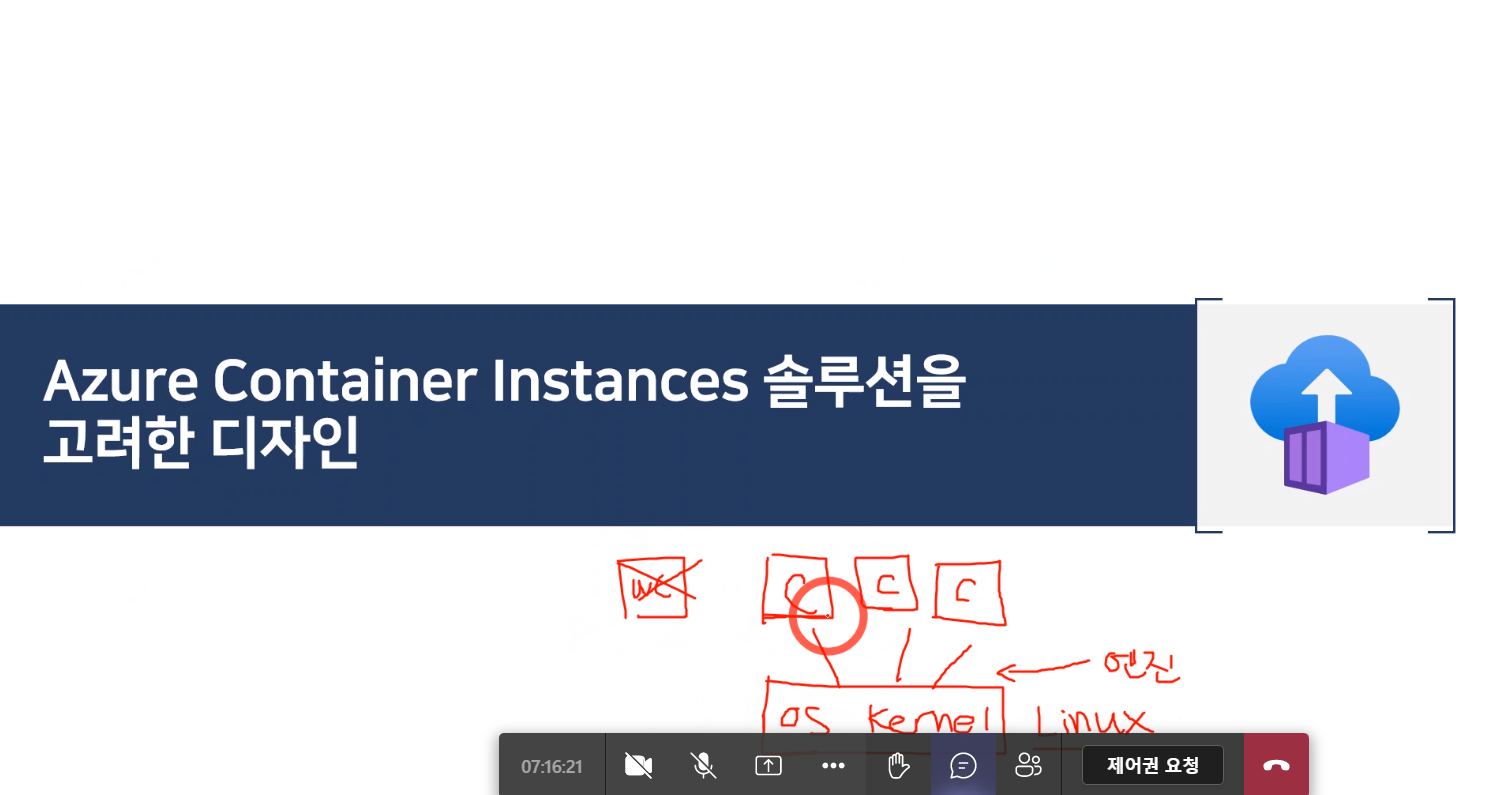 Azure Container Instances 솔루션을
고려한 디자인
WC C C C
엔진
OS Kernel Linux
07:16:21 제어권 요청